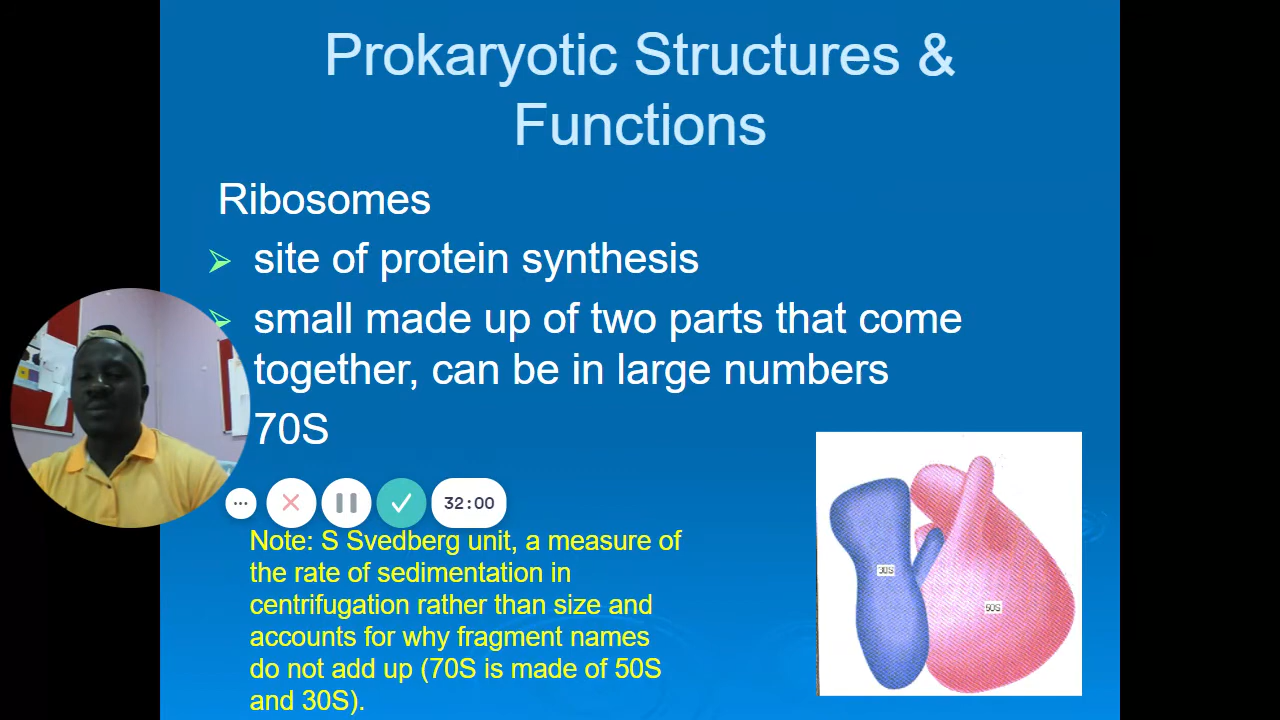 Prokaryotic Structures &
Functions
Ribosomes
site of protein synthesis
small made up of two parts that come
together, can be in large numbers
70S
32:00
Note: S Svedberg unit, a measure of
the rate of sedimentation in
centrifugation rather than size and
accounts for why fragment names
do not add up (70S is made of 50S
and 30S).
30S
50S